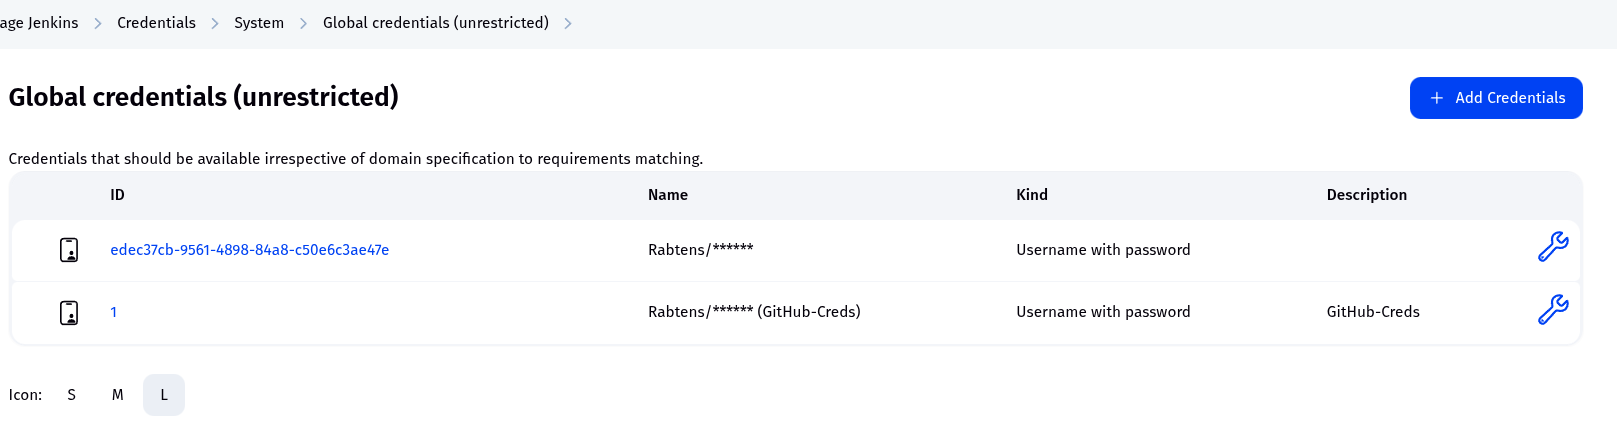 age Jenkins > Credentials > System > Global credentials (unrestricted) >
Global credentials (unrestricted)
+ Add Credentials
Credentials that should be available irrespective of domain specification to requirements matching.
ID Name Kind Description
edec37cb-9561-4898-84a8-c50e6c3ae47e Rabtens/****** Username with password
1 Rabtens/****** (GitHub-Creds) Username with password GitHub-Creds
Icon: S M L